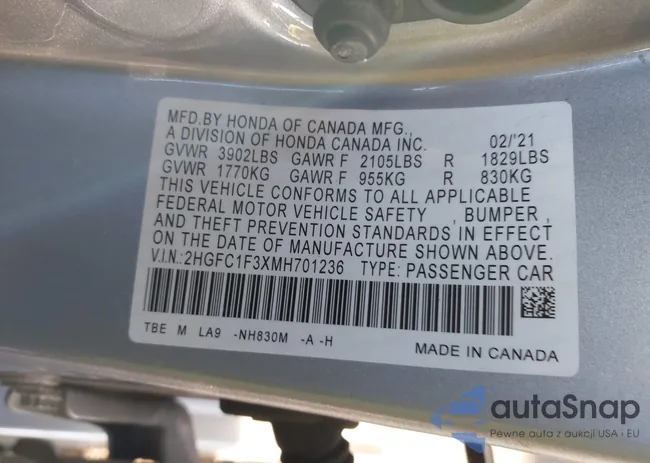 MFD.BY HONDA OF CANADA MFG.,
A DIVISION OF HONDA CANADA INC. 02/'21
GVWR 3902LBS GAWR F 2105LBS R 1829LBS
GVWR 1770KG GAWR F 955KG R 830KG
THIS VEHICLE CONFORMS TO ALL APPLICABLE
FEDERAL MOTOR VEHICLE SAFETY , BUMPER ,
AND THEFT PREVENTION STANDARDS IN EFFECT
ON THE DATE OF MANUFACTURE SHOWN ABOVE.
V.I.N.:2HGFC1F3XMH701236 TYPE: PASSENGER CAR
TBE M LA9 -NH830M -A -H
MADE IN CANADA
autaSnap
Pewne auta z aukcji USA i EU